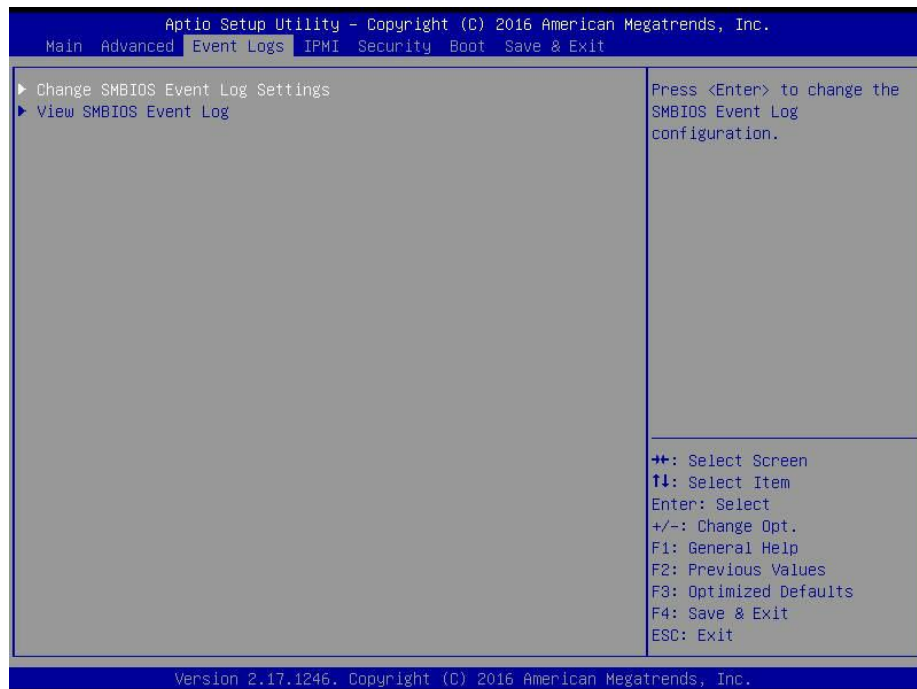 Aptio Setup Utility – Copyright (C) 2016 American Megatrends, Inc.
Main Advanced Event Logs IPMI Security Boot Save & Exit
▶ Change SMBIOS Event Log Settings
▶ View SMBIOS Event Log
Press <Enter> to change the
SMBIOS Event Log
configuration.
→←: Select Screen
↑↓: Select Item
Enter: Select
+/-: Change Opt.
F1: General Help
F2: Previous Values
F3: Optimized Defaults
F4: Save & Exit
ESC: Exit
Version 2.17.1246. Copyright (C) 2016 American Megatrends, Inc.